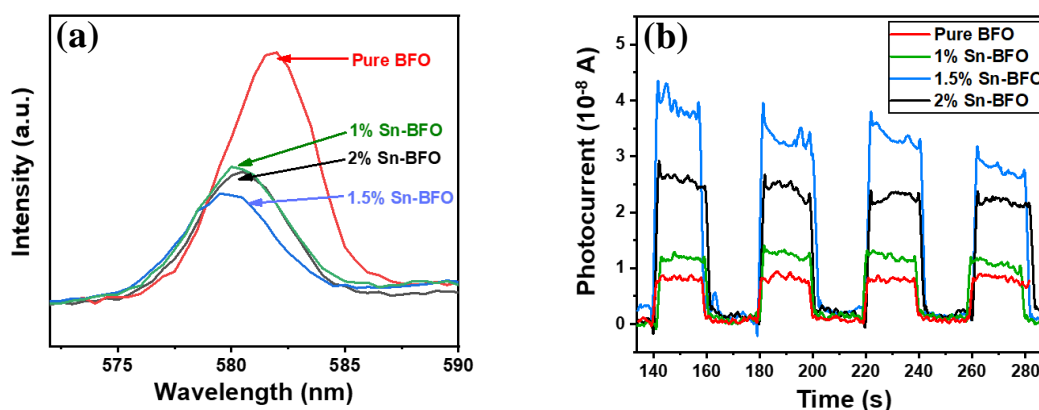 (a)
Pure BFO
1% Sn-BFO
2% Sn-BFO
1.5% Sn-BFO
Intensity (a.u.)
575
580
585
590
Wavelength (nm)
(b)
Pure BFO
1% Sn-BFO
1.5% Sn-BFO
2% Sn-BFO
Photocurrent (10⁻⁸ A)
5
4
3
2
1
0
140
160
180
200
220
240
260
280
Time (s)